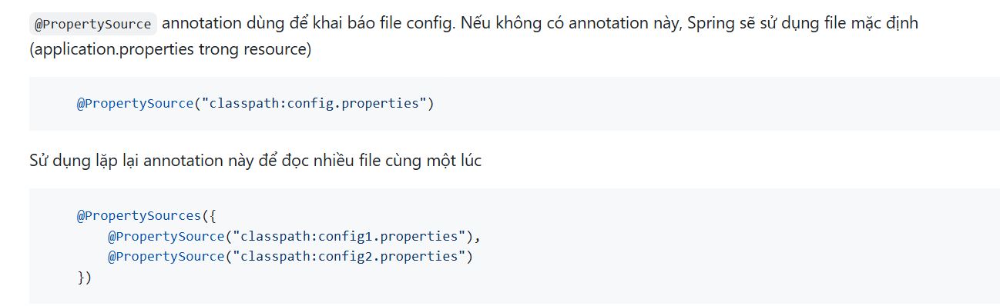 @PropertySource annotation dùng để khai báo file config. Nếu không có annotation này, Spring sẽ sử dụng file mặc định
(application.properties trong resource)
@PropertySource("classpath:config.properties")
Sử dụng lặp lại annotation này để đọc nhiều file cùng một lúc
@PropertySources({
    @PropertySource("classpath:config1.properties"),
    @PropertySource("classpath:config2.properties")
})